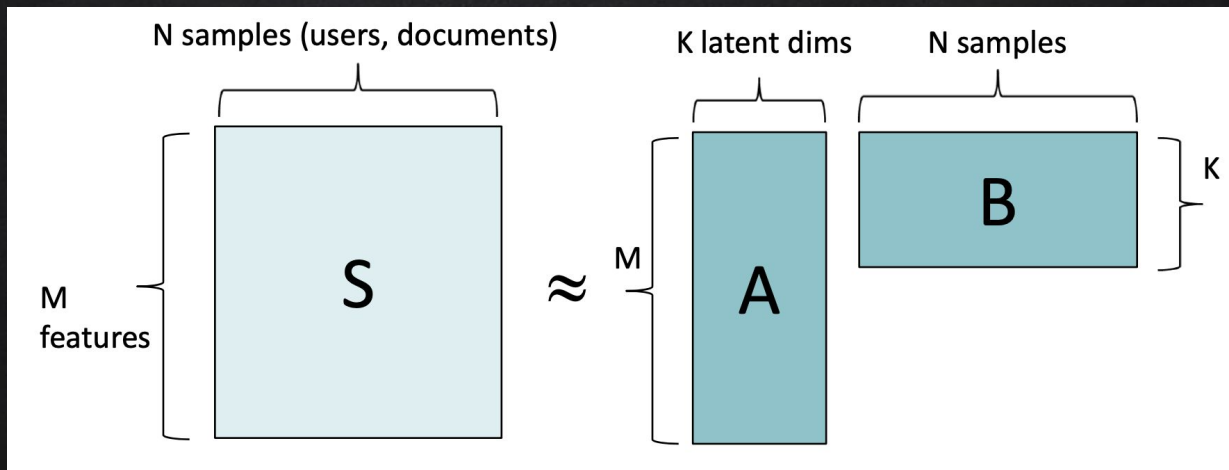 N samples (users, documents)
K latent dims
N samples
M
features
S
≈
M
A
B
K